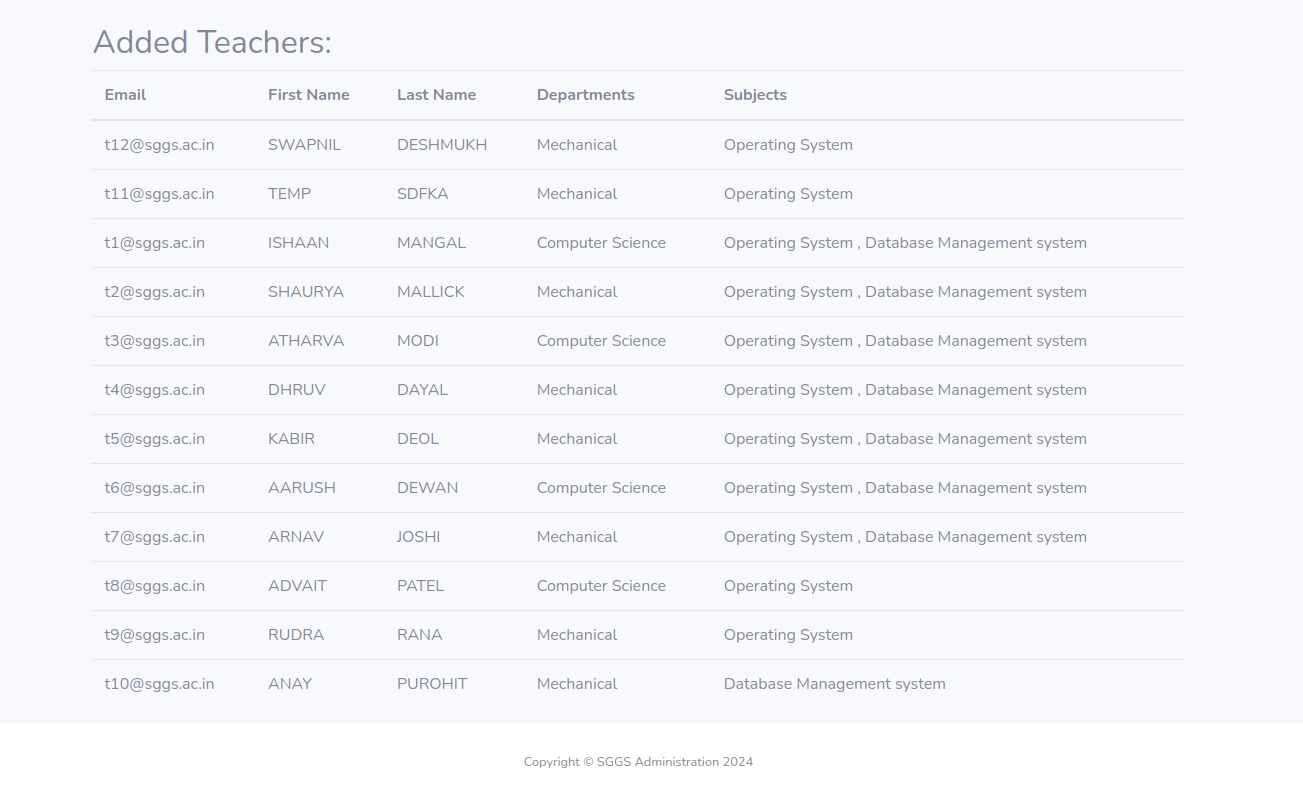 Added Teachers:
Email First Name Last Name Departments Subjects
t12@sggs.ac.in SWAPNIL DESHMUKH Mechanical Operating System
t11@sggs.ac.in TEMP SDFKA Mechanical Operating System
t1@sggs.ac.in ISHAAN MANGAL Computer Science Operating System , Database Management system
t2@sggs.ac.in SHAURYA MALLICK Mechanical Operating System , Database Management system
t3@sggs.ac.in ATHARVA MODI Computer Science Operating System , Database Management system
t4@sggs.ac.in DHRUV DAYAL Mechanical Operating System , Database Management system
t5@sggs.ac.in KABIR DEOL Mechanical Operating System , Database Management system
t6@sggs.ac.in AARUSH DEWAN Computer Science Operating System , Database Management system
t7@sggs.ac.in ARNAV JOSHI Mechanical Operating System , Database Management system
t8@sggs.ac.in ADVAIT PATEL Computer Science Operating System
t9@sggs.ac.in RUDRA RANA Mechanical Operating System
t10@sggs.ac.in ANAY PUROHIT Mechanical Database Management system
Copyright © SGGS Administration 2024